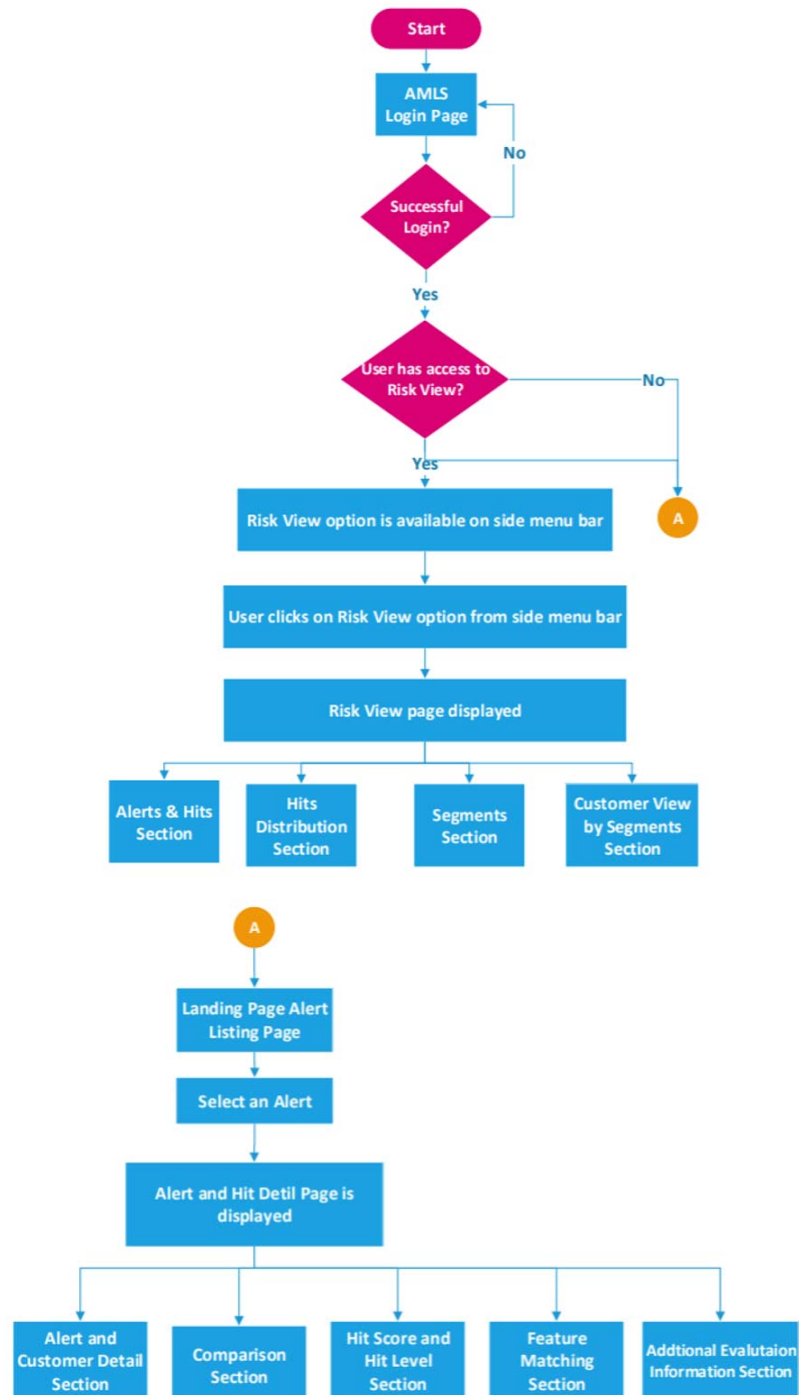 Start
AMLS
Login Page
No
Successful
Login?
Yes
User has access to
Risk View?
No
Yes
Risk View option is available on side menu bar
A
User clicks on Risk View option from side menu bar
Risk View page displayed
Alerts & Hits
Section
Hits
Distribution
Section
Segments
Section
Customer View
by Segments
Section
A
Landing Page Alert
Listing Page
Select an Alert
Alert and Hit Detil Page is
displayed
Alert and
Customer Detail
Section
Comparison
Section
Hit Score and
Hit Level
Section
Feature
Matching
Section
Addtional Evalutaion
Information Section